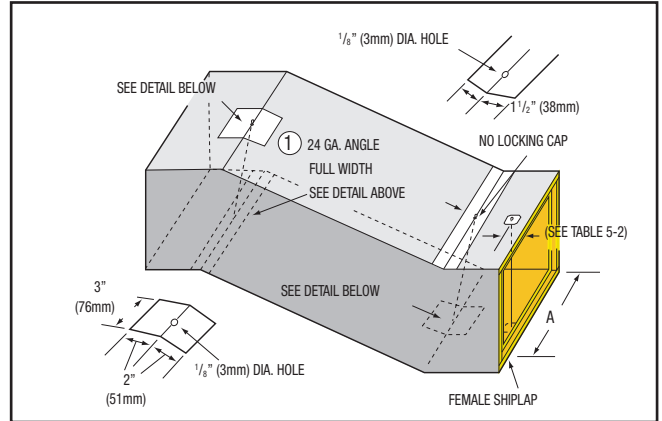 1/8" (3mm) DIA. HOLE
SEE DETAIL BELOW
1 1/2" (38mm)
1 24 GA. ANGLE
FULL WIDTH
SEE DETAIL ABOVE
NO LOCKING CAP
(SEE TABLE 5-2)
3"
(76mm)
SEE DETAIL BELOW
A
2"
(51mm)
1/8" (3mm) DIA. HOLE
FEMALE SHIPLAP